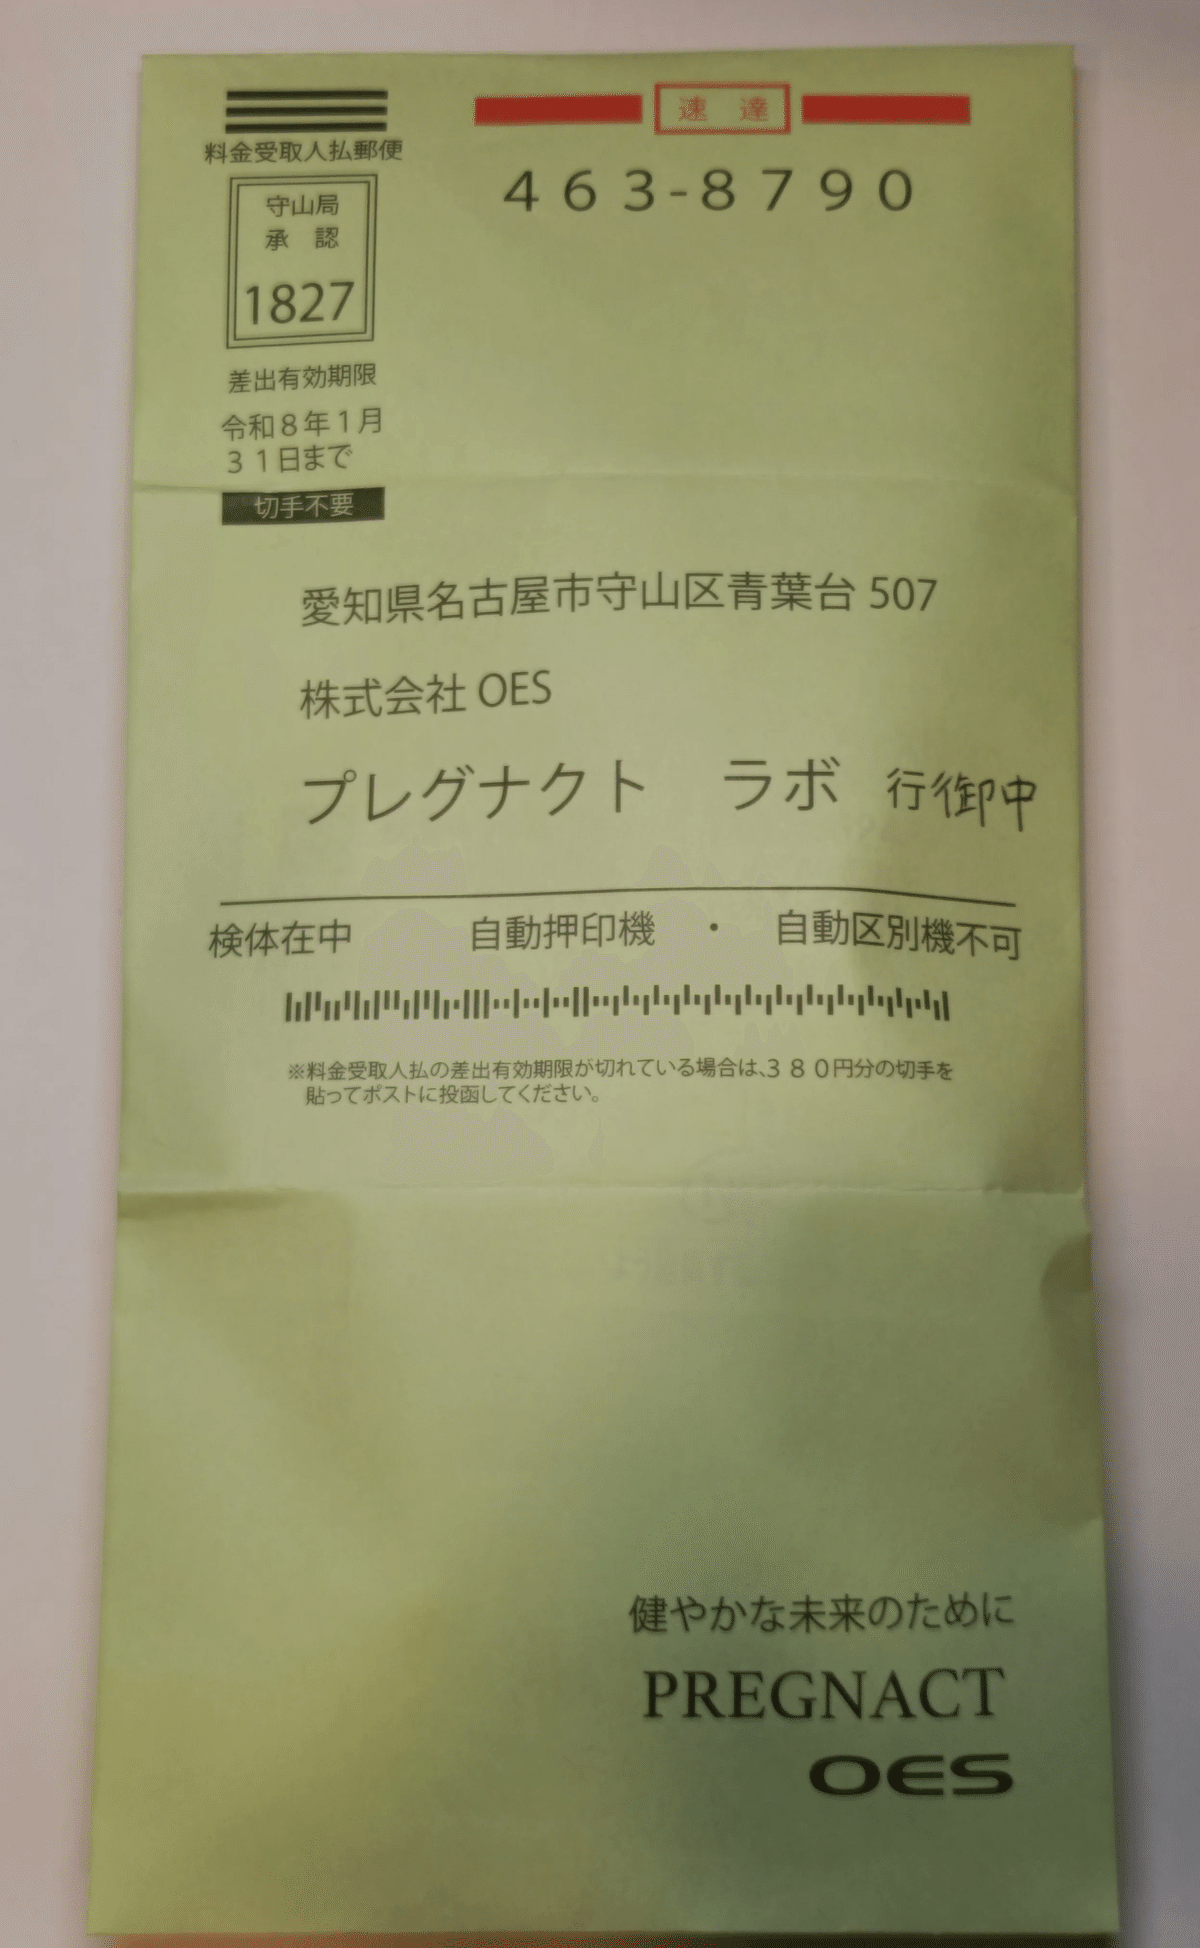 料金受取人払郵便
守山局
承 認
1827
差出有効期限
令和8年1月
31日まで
切手不要
速 達
463-8790
愛知県名古屋市守山区青葉台 507
株式会社 OES
プレグナクト ラボ 行御中
検体在中 自動押印機 ・ 自動区別機不可
※料金受取人払の差出有効期限が切れている場合は、380円分の切手を
貼ってポストに投函してください。
健やかな未来のために
PREGNACT
OES